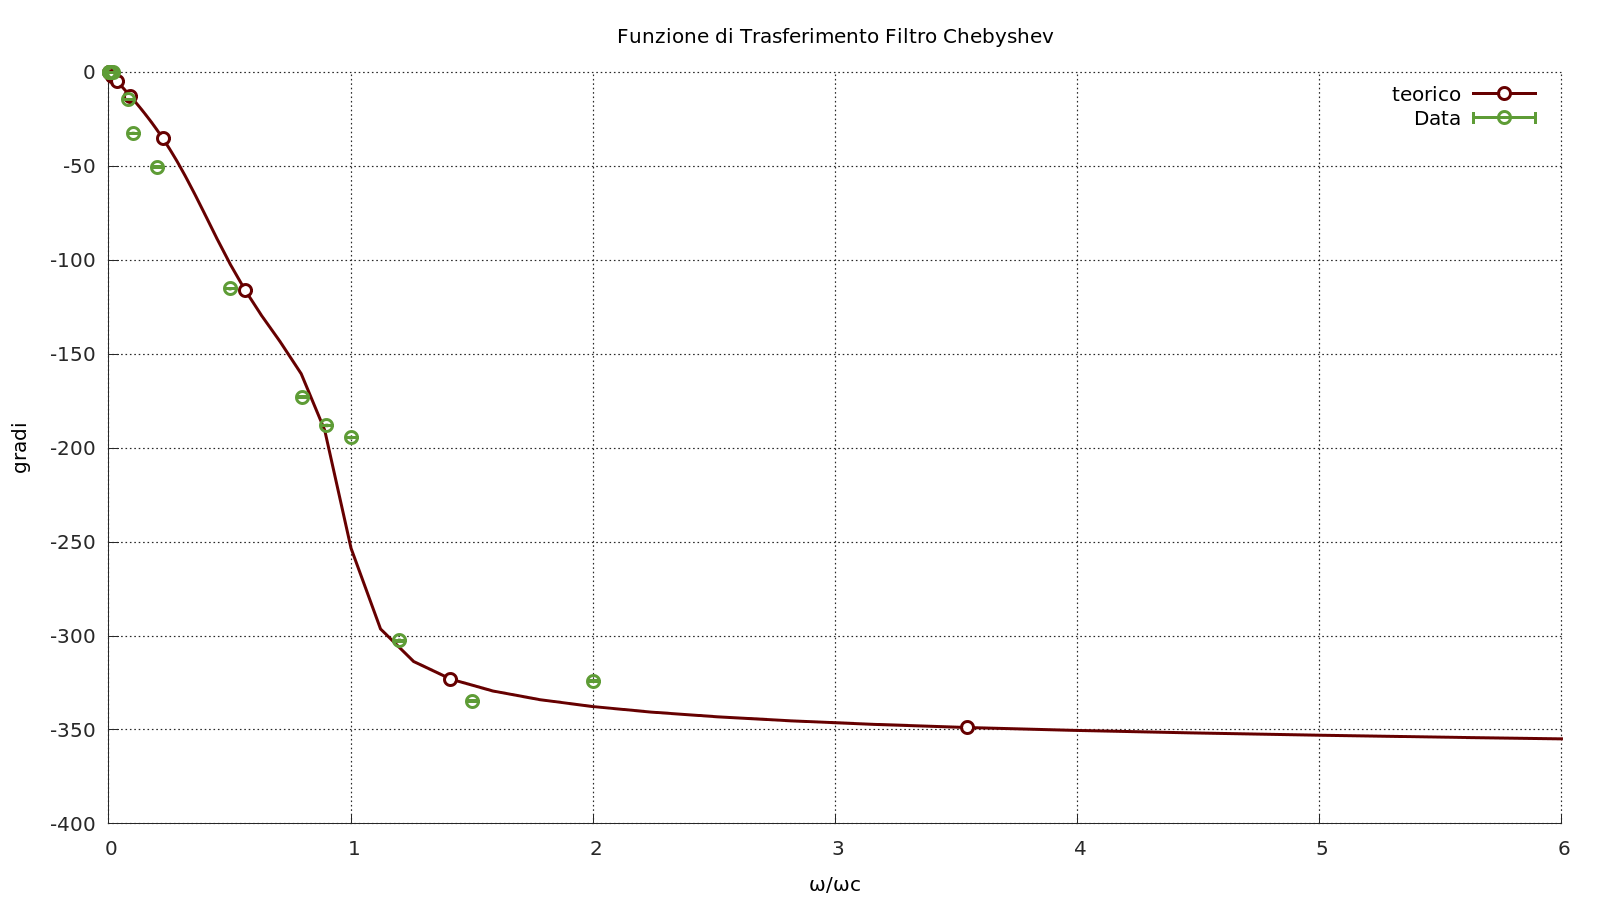 Funzione di Trasferimento Filtro Chebyshev
teorico
Data
0
-50
-100
-150
-200
-250
-300
-350
-400
gradi
0 1 2 3 4 5 6
ω/ωc